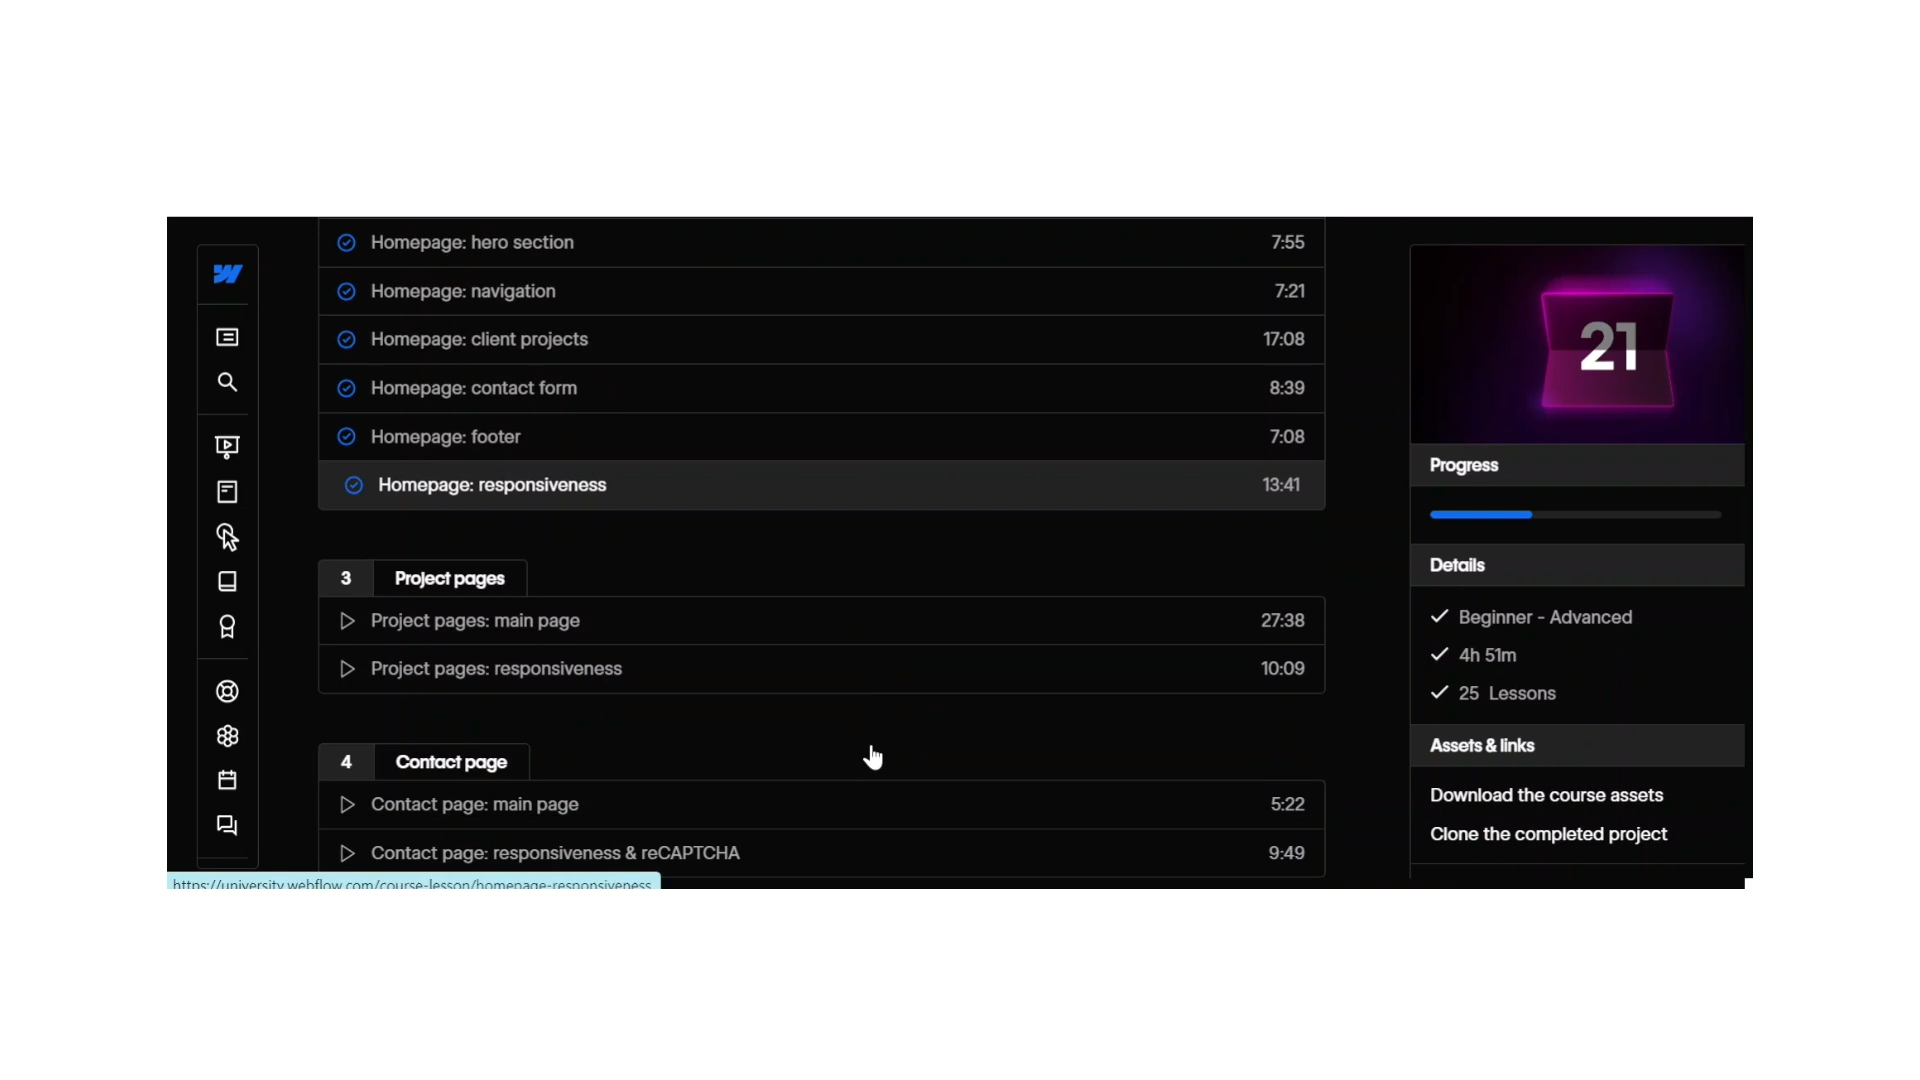 Homepage: hero section 7:55
Homepage: navigation 7:21
Homepage: client projects 17:08
Homepage: contact form 8:39
Homepage: footer 7:08
Homepage: responsiveness 13:41
3 Project pages
Project pages: main page 27:38
Project pages: responsiveness 10:09
4 Contact page
Contact page: main page 5:22
Contact page: responsiveness & reCAPTCHA 9:49
https://university.webflow.com/course-lesson/homepage-responsiveness
21
Progress
Details
Beginner - Advanced
4h 51m
25 Lessons
Assets & links
Download the course assets
Clone the completed project